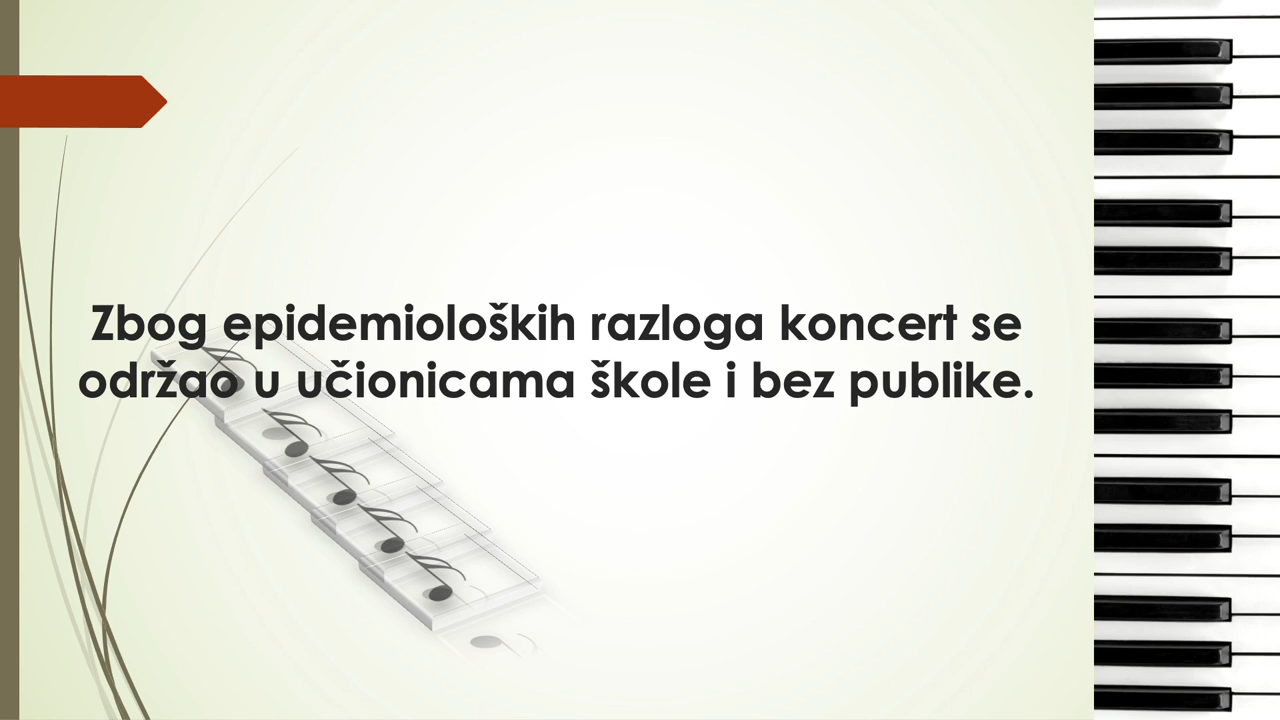 Zbog epidemioloških razloga koncert se
održao u učionicama škole i bez publike.